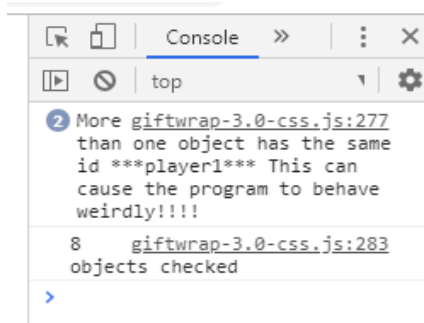 Console »
top
2 More giftwrap-3.0-css.js:277
than one object has the same
id ***player1*** This can
cause the program to behave
weirdly!!!!
8 giftwrap-3.0-css.js:283
objects checked
>